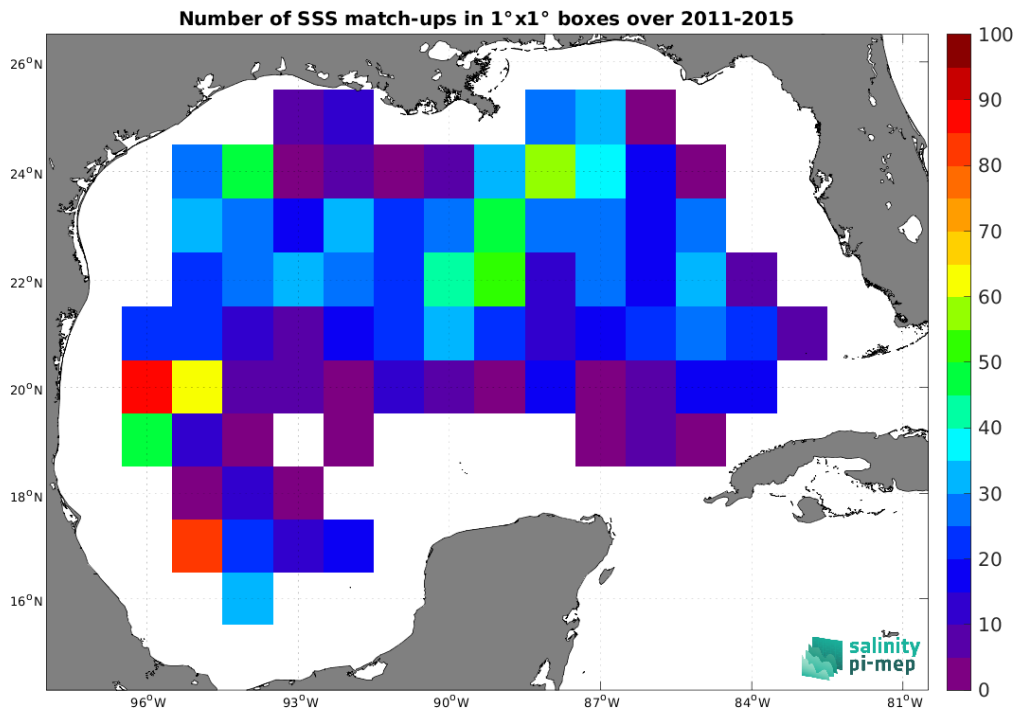 Number of SSS match-ups in 1°x1° boxes over 2011-2015
26°N
24°N
22°N
20°N
18°N
16°N
96°W
93°W
90°W
87°W
84°W
81°W
100
90
80
70
60
50
40
30
20
10
0
salinity
pi-mep